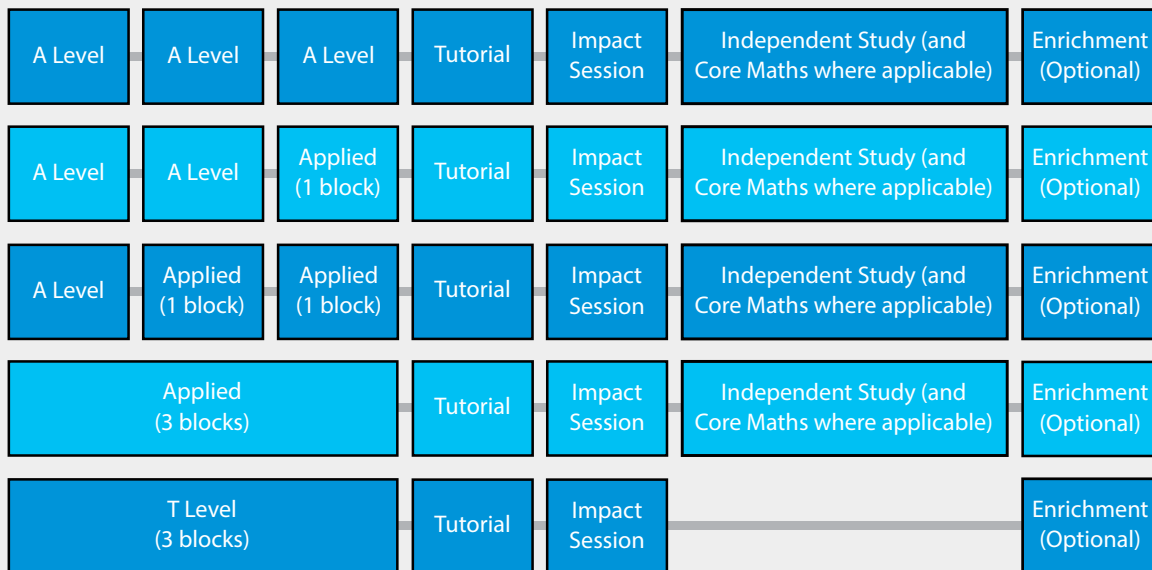 A Level
A Level
A Level
Tutorial
Impact
Session
Independent Study (and
Core Maths where applicable)
Enrichment
(Optional)
A Level
A Level
Applied
(1 block)
Tutorial
Impact
Session
Independent Study (and
Core Maths where applicable)
Enrichment
(Optional)
A Level
Applied
(1 block)
Applied
(1 block)
Tutorial
Impact
Session
Independent Study (and
Core Maths where applicable)
Enrichment
(Optional)
Applied
(3 blocks)
Tutorial
Impact
Session
Independent Study (and
Core Maths where applicable)
Enrichment
(Optional)
T Level
(3 blocks)
Tutorial
Impact
Session
Enrichment
(Optional)